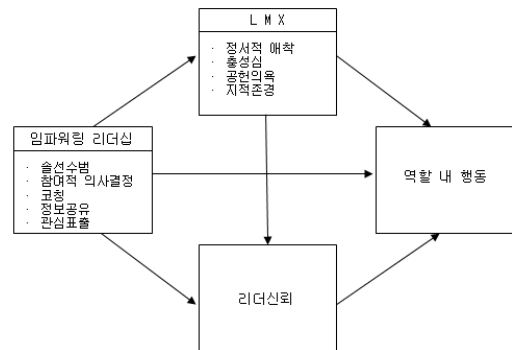 L M X
· 정서적 애착
· 충성심
· 공헌의욕
· 지적존경
임파워링 리더십
· 솔선수범
· 참여적 의사결정
· 코칭
· 정보공유
· 관심표출
역할 내 행동
리더신뢰